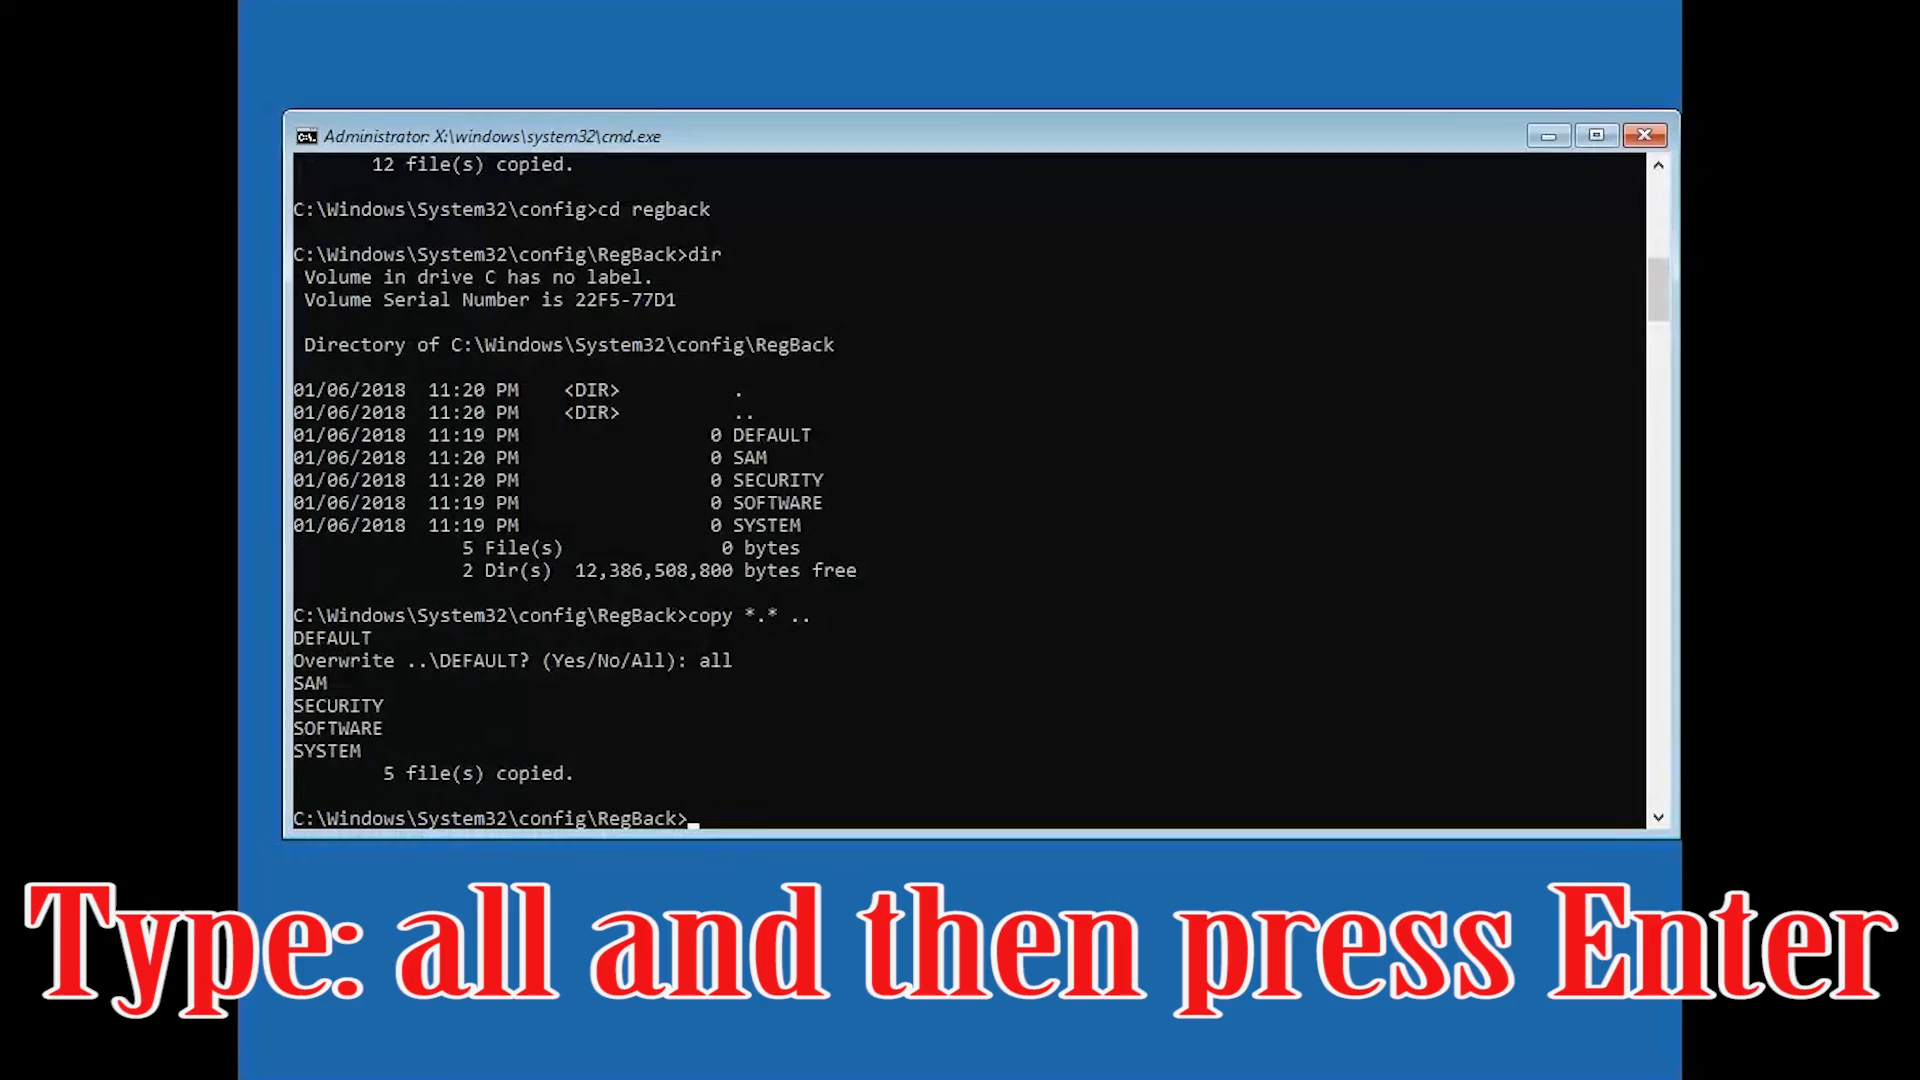 Administrator: X:\windows\system32\cmd.exe
12 file(s) copied.
C:\Windows\System32\config>cd regback
C:\Windows\System32\config\RegBack>dir
Volume in drive C has no label.
Volume Serial Number is 22F5-77D1
Directory of C:\Windows\System32\config\RegBack
01/06/2018  11:20 PM    <DIR>          .
01/06/2018  11:20 PM    <DIR>          ..
01/06/2018  11:19 PM                 0 DEFAULT
01/06/2018  11:20 PM                 0 SAM
01/06/2018  11:20 PM                 0 SECURITY
01/06/2018  11:19 PM                 0 SOFTWARE
01/06/2018  11:19 PM                 0 SYSTEM
5 File(s)              0 bytes
2 Dir(s)  12,386,508,800 bytes free
C:\Windows\System32\config\RegBack>copy *.* ..
DEFAULT
Overwrite ..\DEFAULT? (Yes/No/All): all
SAM
SECURITY
SOFTWARE
SYSTEM
5 file(s) copied.
C:\Windows\System32\config\RegBack>_
Type: all and then press Enter